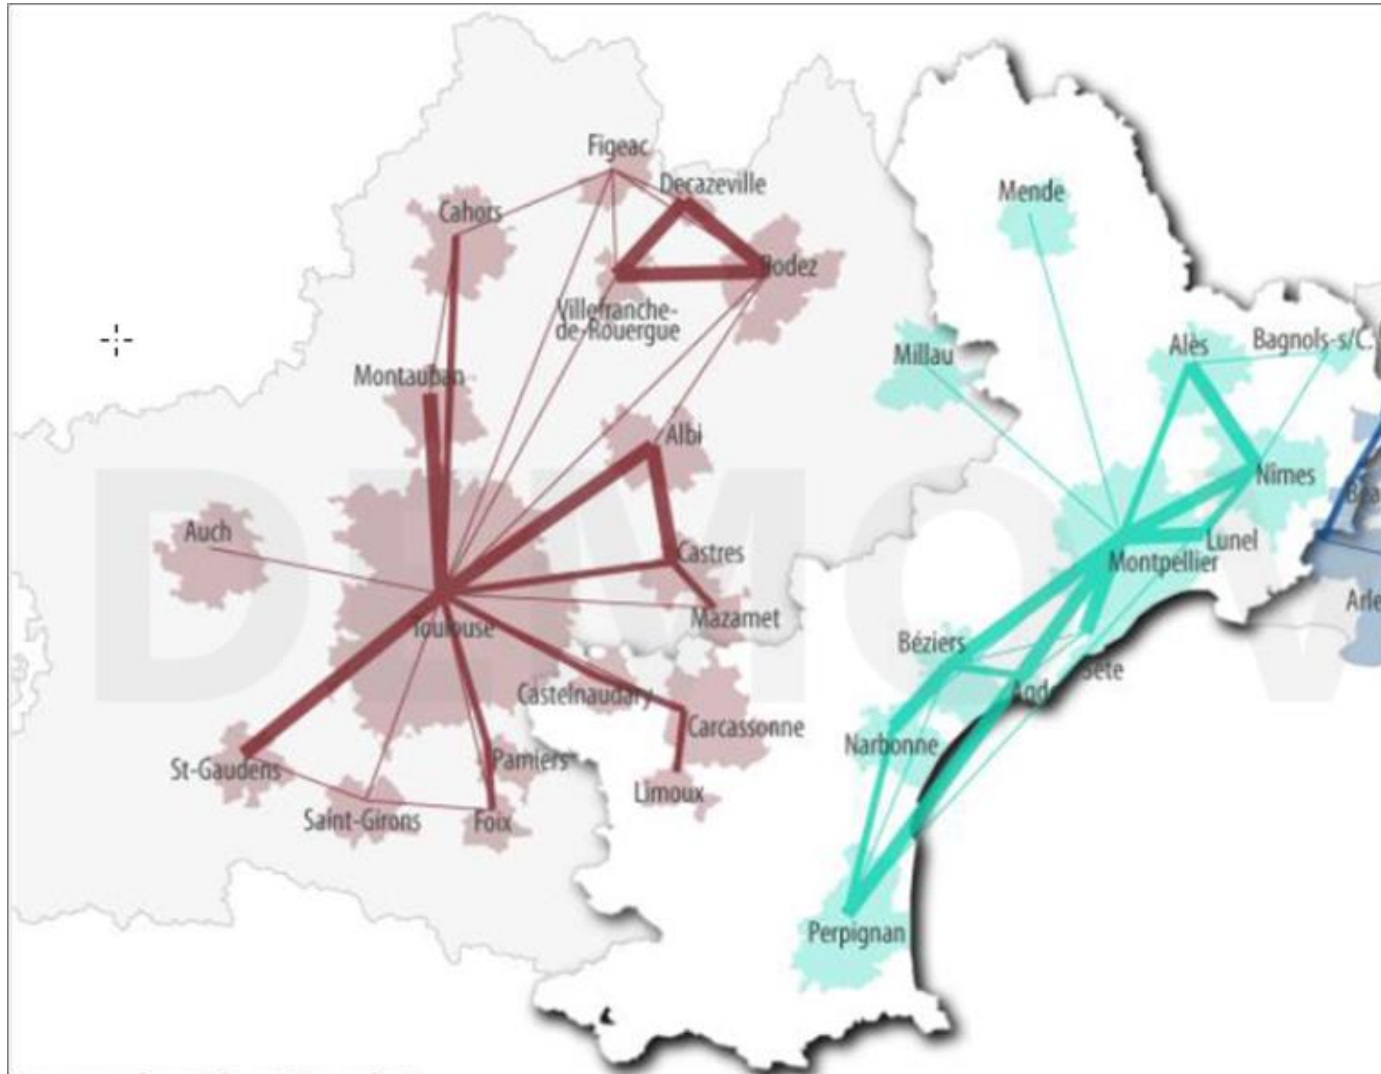 Figeac
Decazeville
Mende
Cahors
Rodez
Villefranche-
de-Rouergue
Alès
Bagnols-s/C.
Millau
Montauban
Albi
Nîmes
Auch
Castres
Lunel
Montpellier
Mazamet
Toulouse
Béziers
Sète
Castelnaudary
Carcassonne
Narbonne
Pamiers
St-Gaudens
Limoux
Saint-Girons
Foix
Perpignan